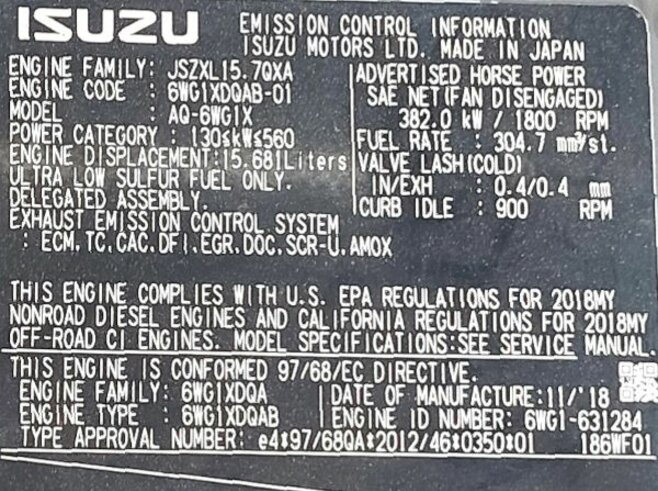 ISUZU EMISSION CONTROL INFORMATION
ISUZU MOTORS LTD. MADE IN JAPAN
ENGINE FAMILY: JSZXL15.7QXA
ENGINE CODE : 6WG1XDQAB-01
MODEL : AQ-6WG1X
POWER CATEGORY : 130≤kW≤560
ENGINE DISPLACEMENT:15.681Liters
ULTRA LOW SULFUR FUEL ONLY.
DELEGATED ASSEMBLY.
EXHAUST EMISSION CONTROL SYSTEM
: ECM,TC,CAC,DFI,EGR,DOC,SCR-U,AMOX
ADVERTISED HORSE POWER
SAE NET(FAN DISENGAGED)
382.0 kW / 1800 RPM
FUEL RATE : 304.7 mm³/st.
VALVE LASH(COLD)
IN/EXH : 0.4/0.4 mm
CURB IDLE : 900 RPM
THIS ENGINE COMPLIES WITH U.S. EPA REGULATIONS FOR 2018MY
NONROAD DIESEL ENGINES AND CALIFORNIA REGULATIONS FOR 2018MY
OFF-ROAD CI ENGINES. MODEL SPECIFICATIONS:SEE SERVICE MANUAL.
THIS ENGINE IS CONFORMED 97/68/EC DIRECTIVE.
ENGINE FAMILY: 6WG1XDQA
ENGINE TYPE : 6WG1XDQAB
DATE OF MANUFACTURE:11/'18
ENGINE ID NUMBER: 6WG1-631284
TYPE APPROVAL NUMBER: e4*97/68QA*2012/46*0350*01 186WF01